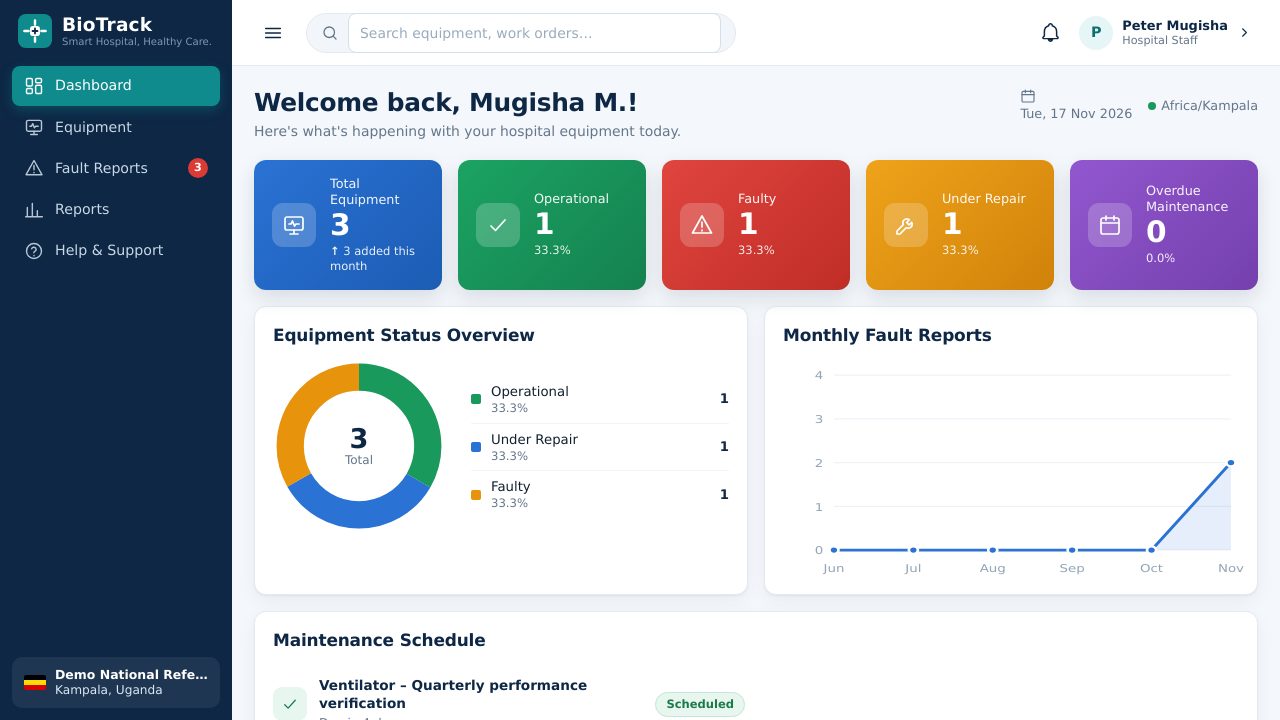 BioTrack
Smart Hospital, Healthy Care.
Dashboard
Equipment
Fault Reports
3
Reports
Help & Support
Demo National Refe...
Kampala, Uganda
Search equipment, work orders...
P
Peter Mugisha
Hospital Staff
Welcome back, Mugisha M.!
Here's what's happening with your hospital equipment today.
Tue, 17 Nov 2026
Africa/Kampala
Total
Equipment
3
↑ 3 added this
month
Operational
1
33.3%
Faulty
1
33.3%
Under Repair
1
33.3%
Overdue
Maintenance
0
0.0%
Equipment Status Overview
3
Total
Operational
33.3%
1
Under Repair
33.3%
1
Faulty
33.3%
1
Monthly Fault Reports
4
3
2
1
0
Jun
Jul
Aug
Sep
Oct
Nov
Maintenance Schedule
Ventilator – Quarterly performance
verification
Scheduled